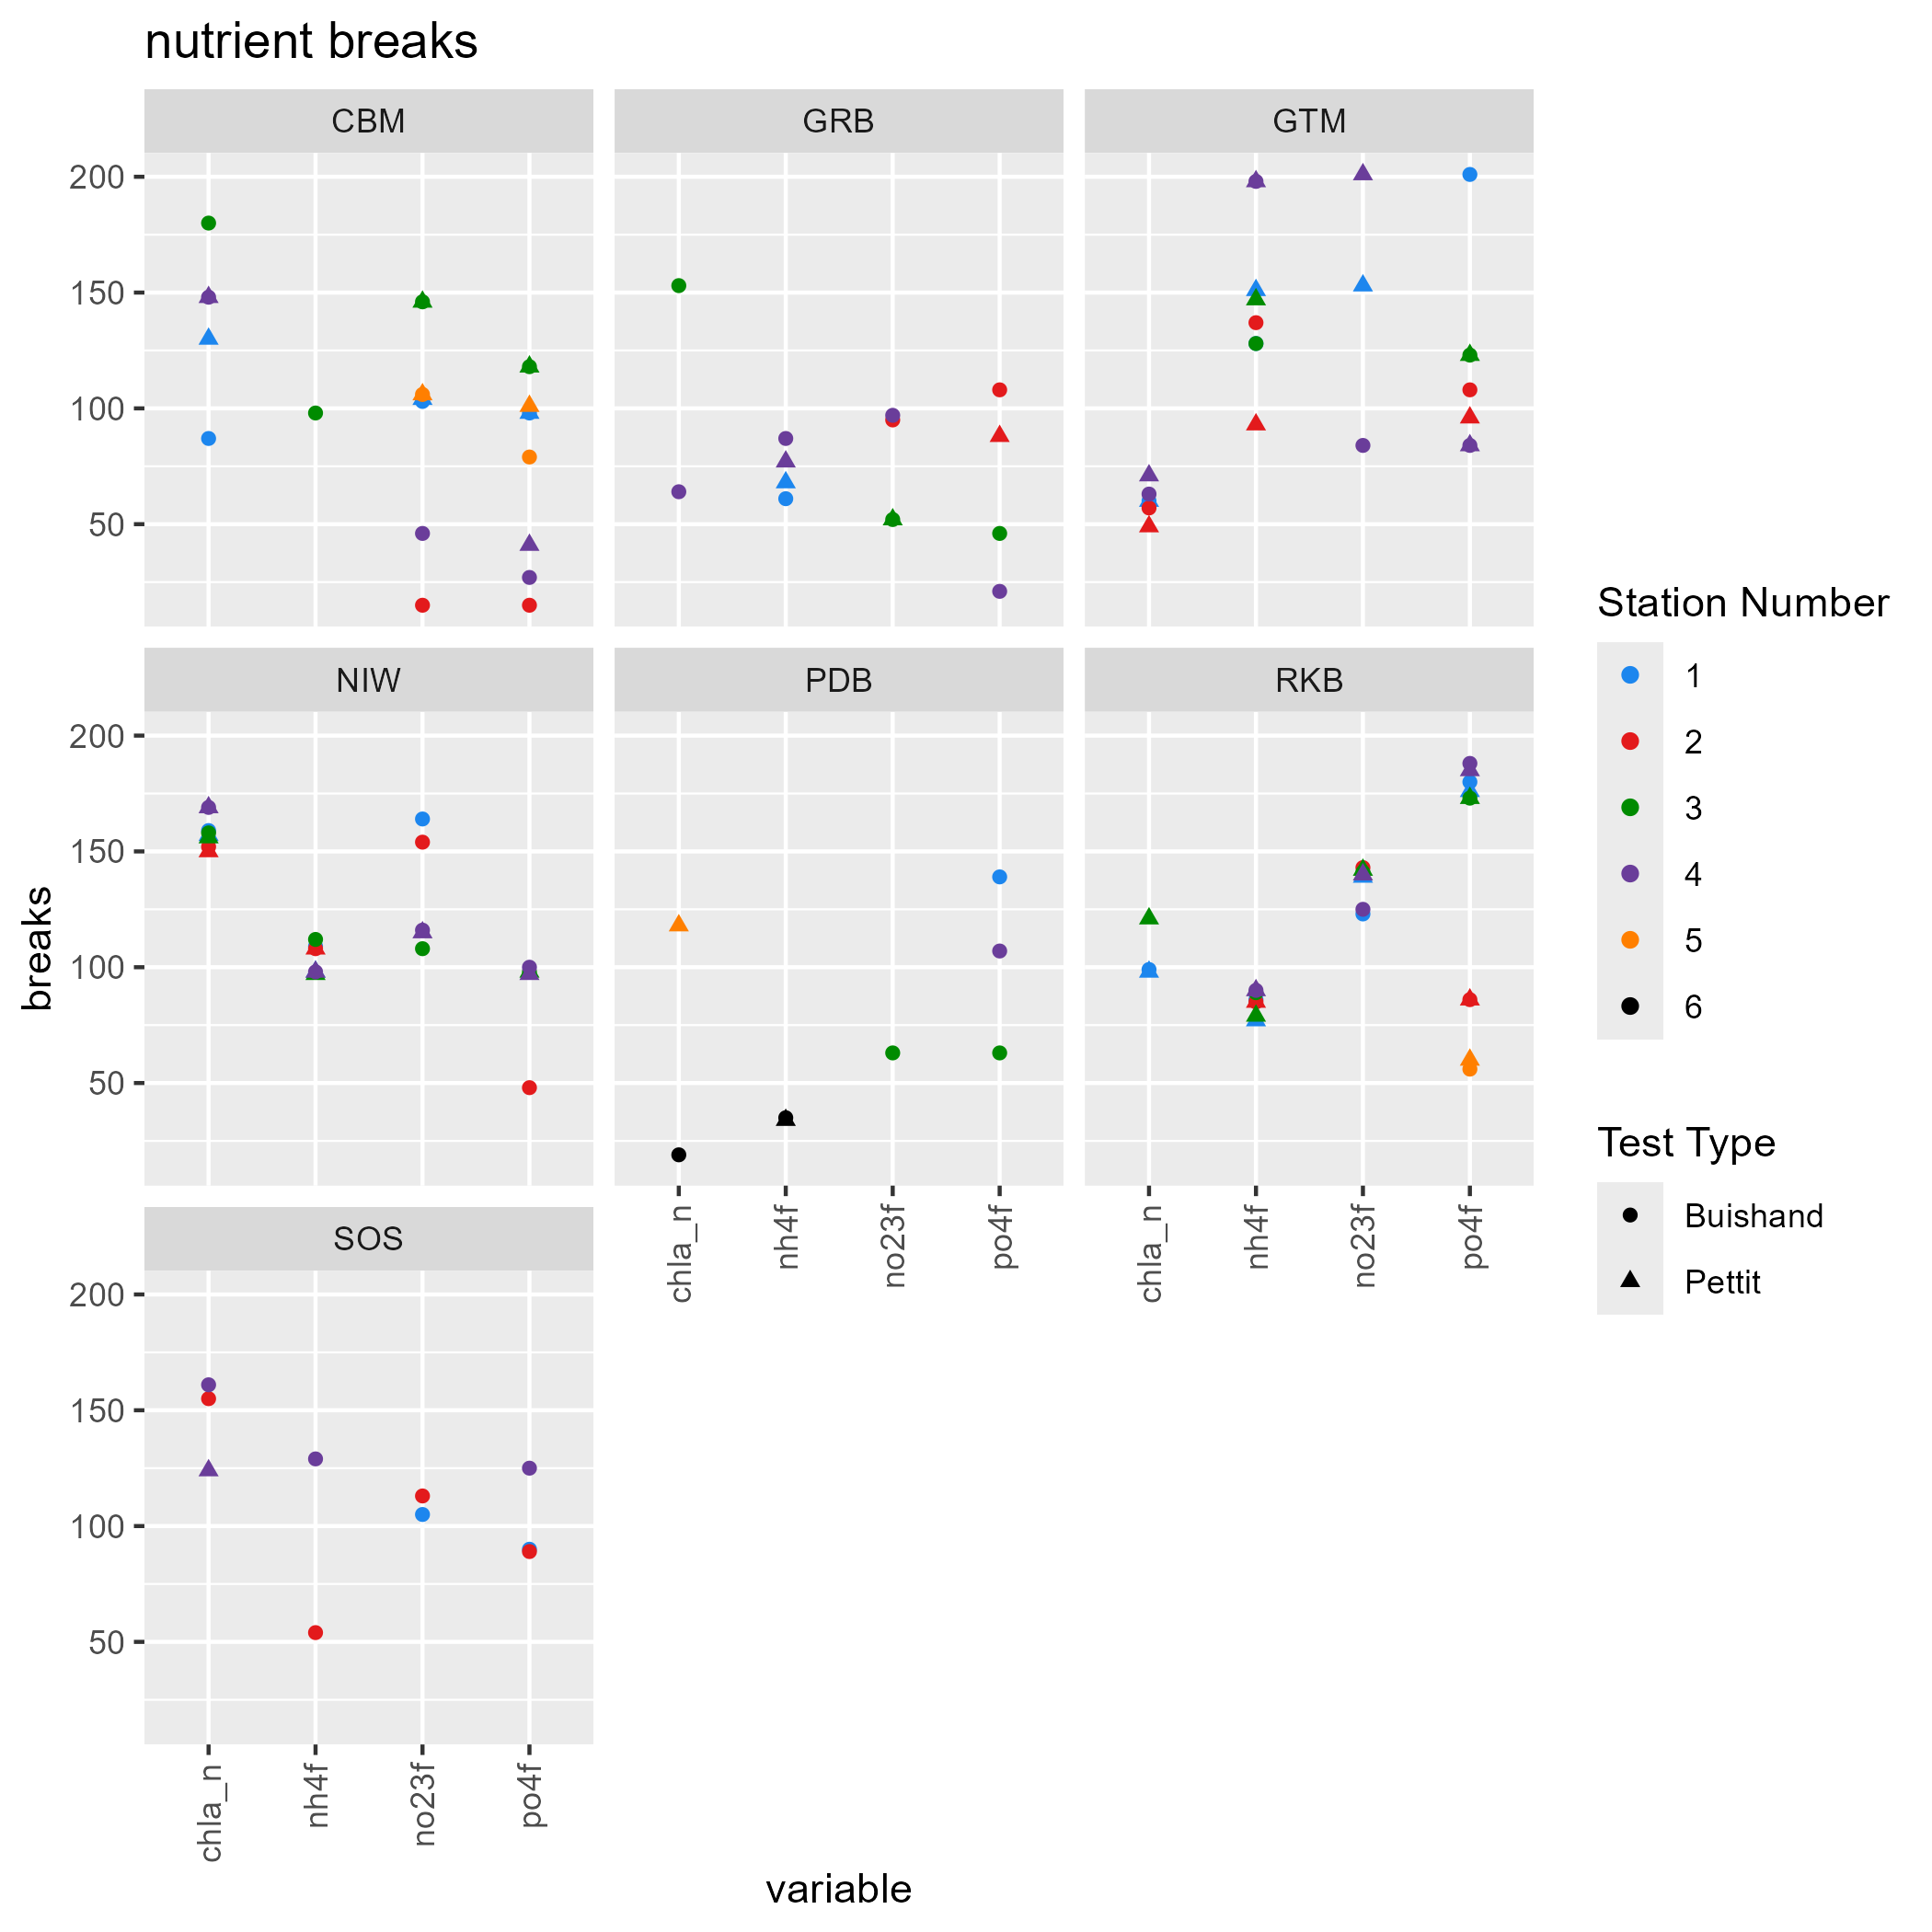 nutrient breaks
CBM
GRB
GTM
200
150
100
50
NIW
PDB
RKB
200
150
100
50
chla_n
nh4f
no23f
po4f
chla_n
nh4f
no23f
po4f
SOS
200
150
100
50
chla_n
nh4f
no23f
po4f
variable
breaks
Station Number
1
2
3
4
5
6
Test Type
Buishand
Pettit